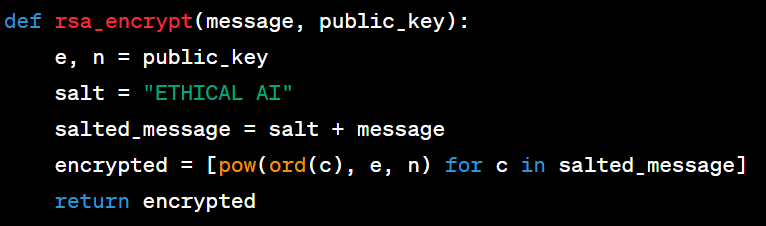 def rsa_encrypt(message, public_key):
    e, n = public_key
    salt = "ETHICAL AI"
    salted_message = salt + message
    encrypted = [pow(ord(c), e, n) for c in salted_message]
    return encrypted